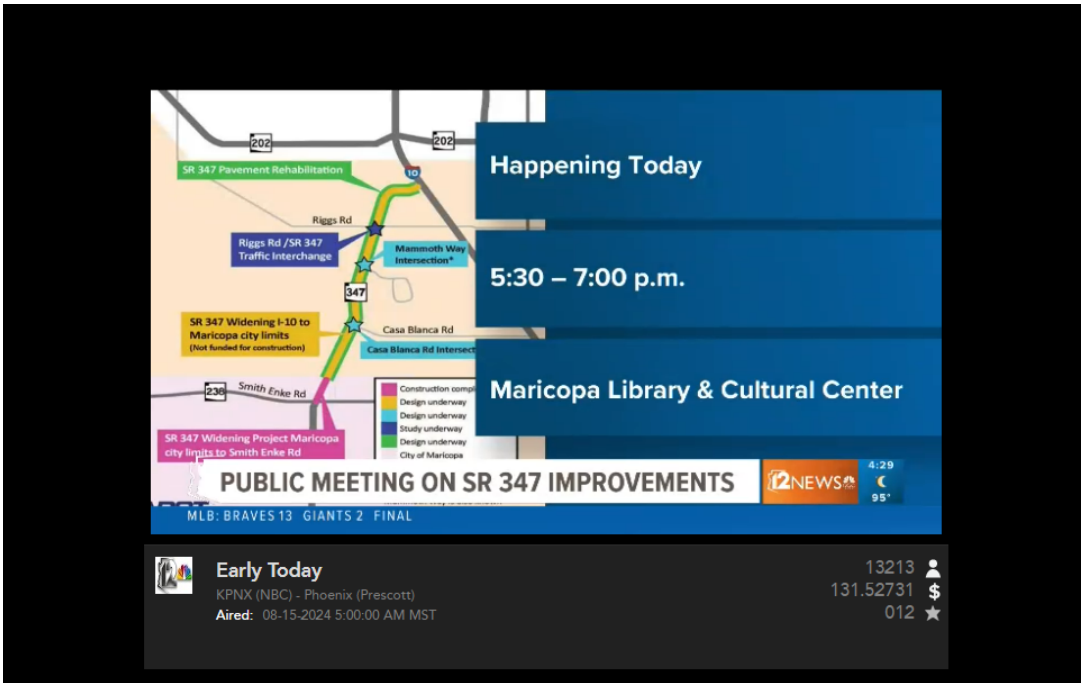 202
202
SR 347 Pavement Rehabilitation
10
Happening Today
Riggs Rd
Riggs Rd /SR 347
Traffic Interchange
Mammoth Way
Intersection*
5:30 – 7:00 p.m.
347
SR 347 Widening I-10 to
Maricopa city limits
(Not funded for construction)
Casa Blanca Rd
Casa Blanca Rd Intersect
238
Smith Enke Rd
Construction compl
Design underway
Design underway
Study underway
Design underway
City of Maricopa
Maricopa Library & Cultural Center
SR 347 Widening Project Maricopa
city limits to Smith Enke Rd
PUBLIC MEETING ON SR 347 IMPROVEMENTS
12NEWS
4:29
95°
MLB: BRAVES 13 GIANTS 2 FINAL
Early Today
KPNX (NBC) - Phoenix (Prescott)
Aired: 08-15-2024 5:00:00 AM MST
13213
131.52731 $
012